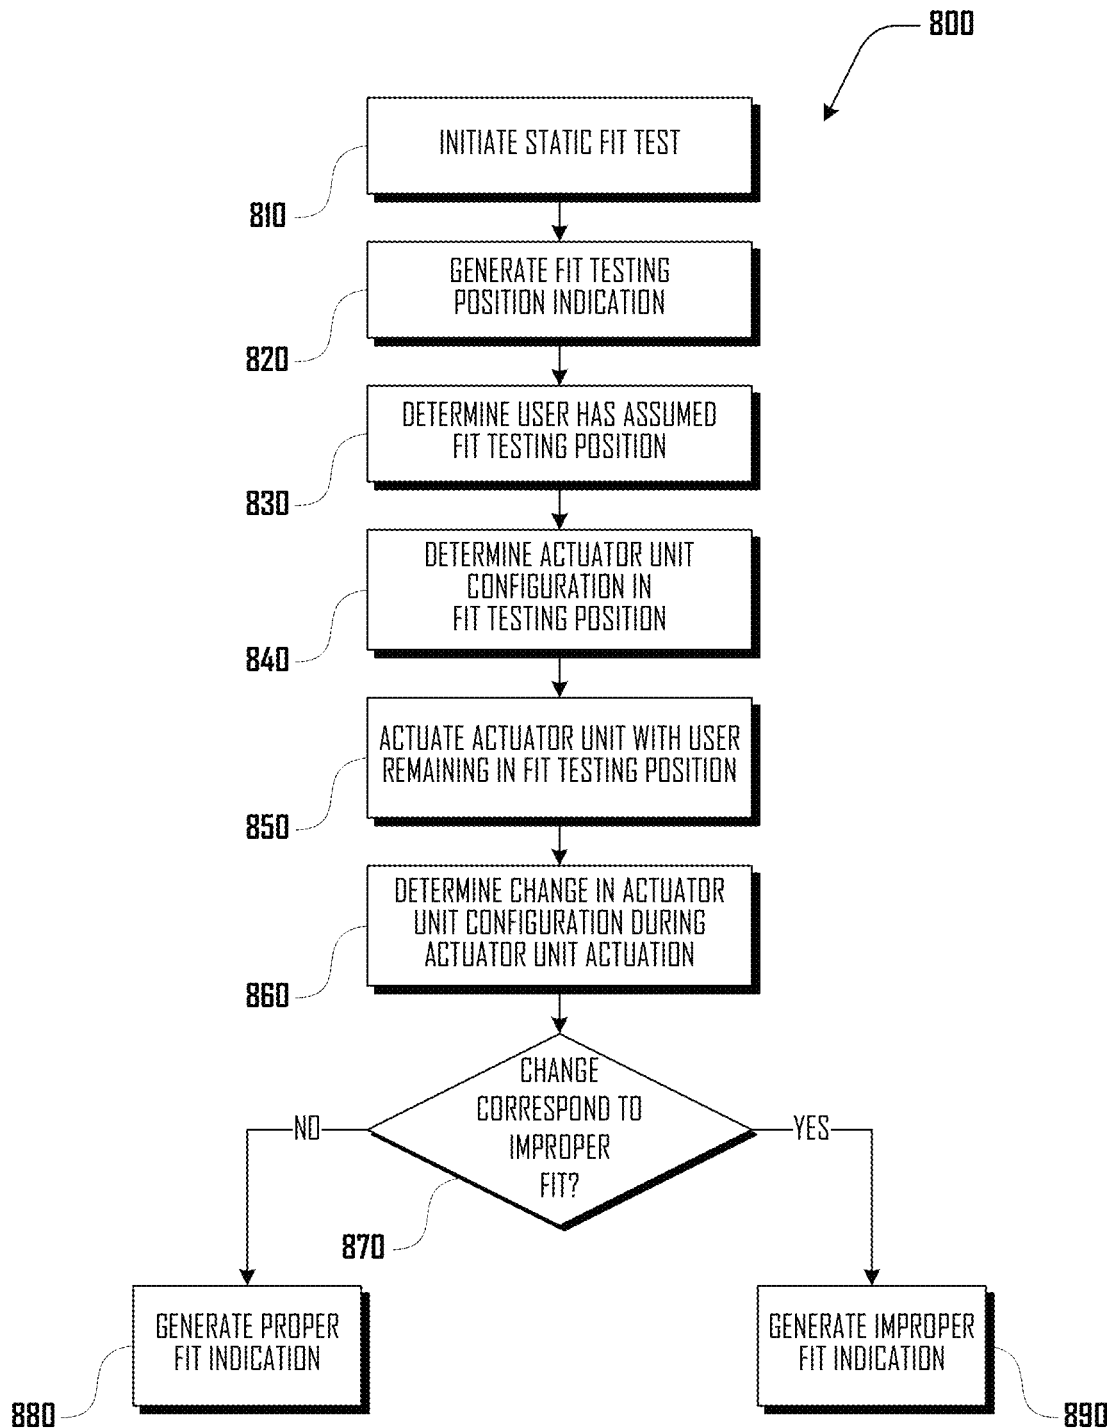 800
INITIATE STATIC FIT TEST
810
GENERATE FIT TESTING
POSITION INDICATION
820
DETERMINE USER HAS ASSUMED
FIT TESTING POSITION
830
DETERMINE ACTUATOR UNIT
CONFIGURATION IN
FIT TESTING POSITION
840
ACTUATE ACTUATOR UNIT WITH USER
REMAINING IN FIT TESTING POSITION
850
DETERMINE CHANGE IN ACTUATOR
UNIT CONFIGURATION DURING
ACTUATOR UNIT ACTUATION
860
CHANGE
CORRESPOND TO
IMPROPER
FIT?
NO
YES
870
GENERATE PROPER
FIT INDICATION
880
GENERATE IMPROPER
FIT INDICATION
890